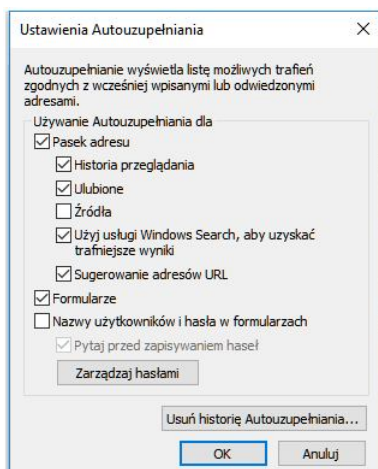 Ustawienia Autouzupełniania
Autouzupełnianie wyświetla listę możliwych trafień
zgodnych z wcześniej wpisanymi lub odwiedzonymi
adresami.
Używanie Autouzupełniania dla
Pasek adresu
Historia przeglądania
Ulubione
Źródła
Użyj usługi Windows Search, aby uzyskać
trafniejsze wyniki
Sugerowanie adresów URL
Formularze
Nazwy użytkowników i hasła w formularzach
Pytaj przed zapisywaniem haseł
Zarządzaj hasłami
Usuń historię Autouzupełniania...
OK Anuluj